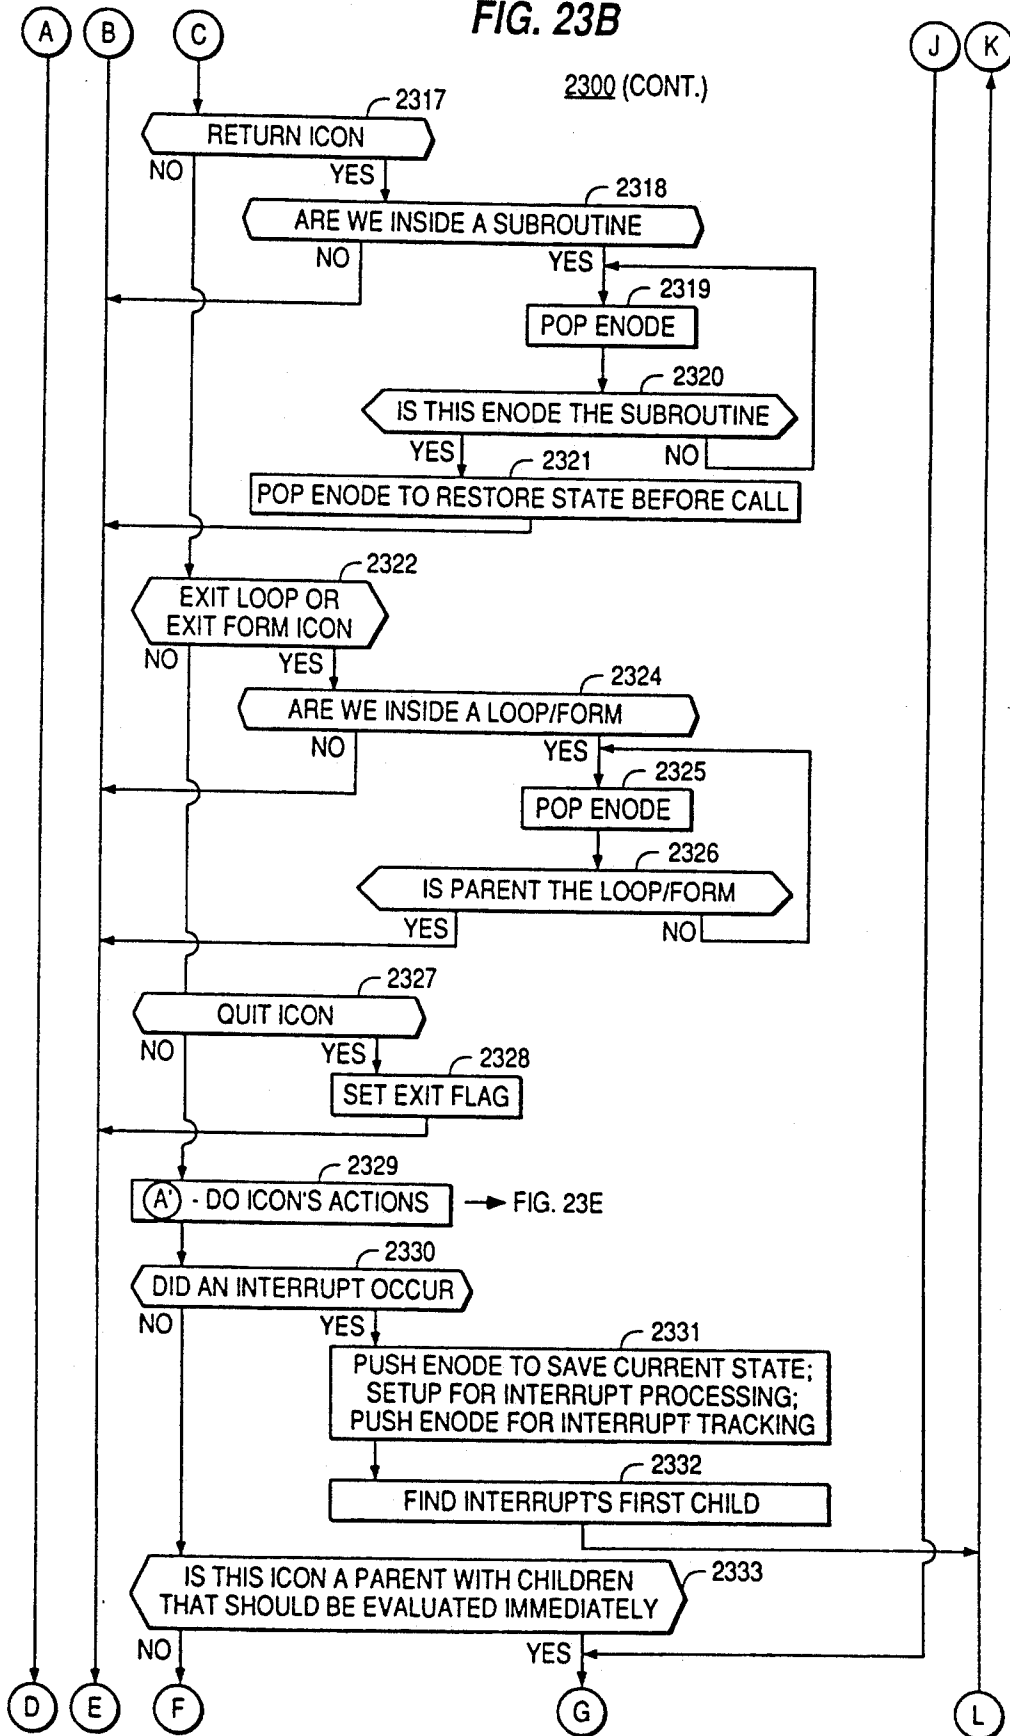 FIG. 23B
A B C J K
2300 (CONT.)
2317
RETURN ICON
NO YES
2318
ARE WE INSIDE A SUBROUTINE
NO YES
2319
POP ENODE
2320
IS THIS ENODE THE SUBROUTINE
YES NO
2321
POP ENODE TO RESTORE STATE BEFORE CALL
2322
EXIT LOOP OR
EXIT FORM ICON
NO YES
2324
ARE WE INSIDE A LOOP/FORM
NO YES
2325
POP ENODE
2326
IS PARENT THE LOOP/FORM
YES NO
2327
QUIT ICON
NO YES
2328
SET EXIT FLAG
2329
A' - DO ICON'S ACTIONS FIG. 23E
2330
DID AN INTERRUPT OCCUR
NO YES
2331
PUSH ENODE TO SAVE CURRENT STATE;
SETUP FOR INTERRUPT PROCESSING;
PUSH ENODE FOR INTERRUPT TRACKING
2332
FIND INTERRUPT'S FIRST CHILD
2333
IS THIS ICON A PARENT WITH CHILDREN
THAT SHOULD BE EVALUATED IMMEDIATELY
NO YES
D E F G L